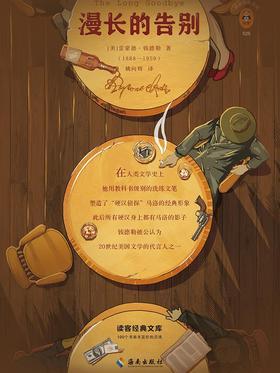 The Long Goodbye
漫长的告别
[美]雷蒙德·钱德勒 著
(1888—1959)
姚向辉 译
在人类文学史上
他用教科书级别的洗练文笔
塑造了“硬汉侦探”马洛的经典形象
此后所有硬汉身上都有马洛的影子
钱德勒被公认为
20世纪美国文学的代言人之一
读客经典文库
海南出版社